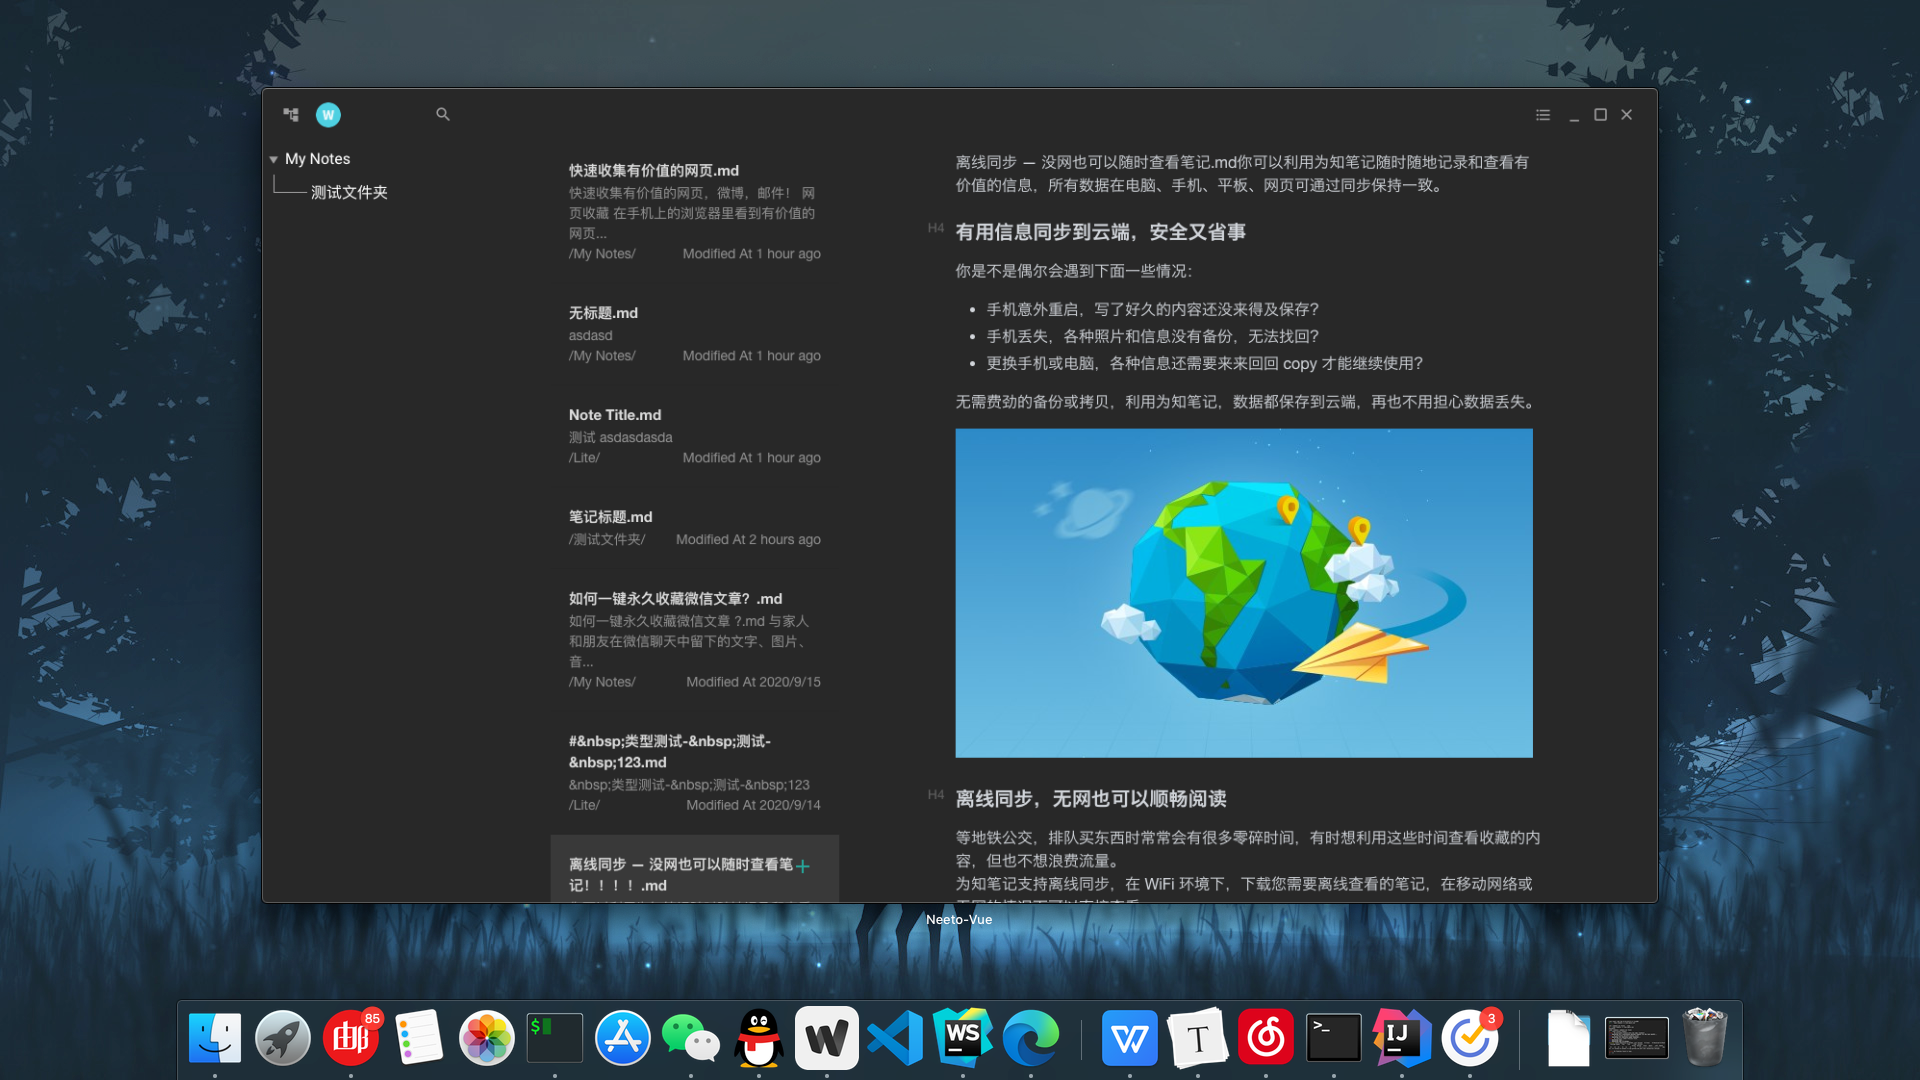 W
My Notes
测试文件夹
快速收集有价值的网页.md
快速收集有价值的网页，微博，邮件！ 网
页收藏 在手机上的浏览器里看到有价值的
网页...
/My Notes/ Modified At 1 hour ago
无标题.md
asdasd
/My Notes/ Modified At 1 hour ago
Note Title.md
测试 asdasdasda
/Lite/ Modified At 1 hour ago
笔记标题.md
/测试文件夹/ Modified At 2 hours ago
如何一键永久收藏微信文章？.md
如何一键永久收藏微信文章 ?.md 与家人
和朋友在微信聊天中留下的文字、图片、
音...
/My Notes/ Modified At 2020/9/15
#&nbsp;类型测试-&nbsp;测试-
&nbsp;123.md
&nbsp;类型测试-&nbsp;测试-&nbsp;123
/Lite/ Modified At 2020/9/14
离线同步 — 没网也可以随时查看笔
记！！！！.md
离线同步 — 没网也可以随时查看笔记.md你可以利用为知笔记随时随地记录和查看有
价值的信息，所有数据在电脑、手机、平板、网页可通过同步保持一致。
H4 有用信息同步到云端，安全又省事
你是不是偶尔会遇到下面一些情况：
• 手机意外重启，写了好久的内容还没来得及保存?
• 手机丢失，各种照片和信息没有备份，无法找回?
• 更换手机或电脑，各种信息还需要来来回回 copy 才能继续使用?
无需费劲的备份或拷贝，利用为知笔记，数据都保存到云端，再也不用担心数据丢失。
H4 离线同步，无网也可以顺畅阅读
等地铁公交，排队买东西时常常会有很多零碎时间，有时想利用这些时间查看收藏的内
容，但也不想浪费流量。
为知笔记支持离线同步，在 WiFi 环境下，下载您需要离线查看的笔记，在移动网络或
Neeto-Vue
邮 85
$
W
WS
W
T
>_
IJ
3